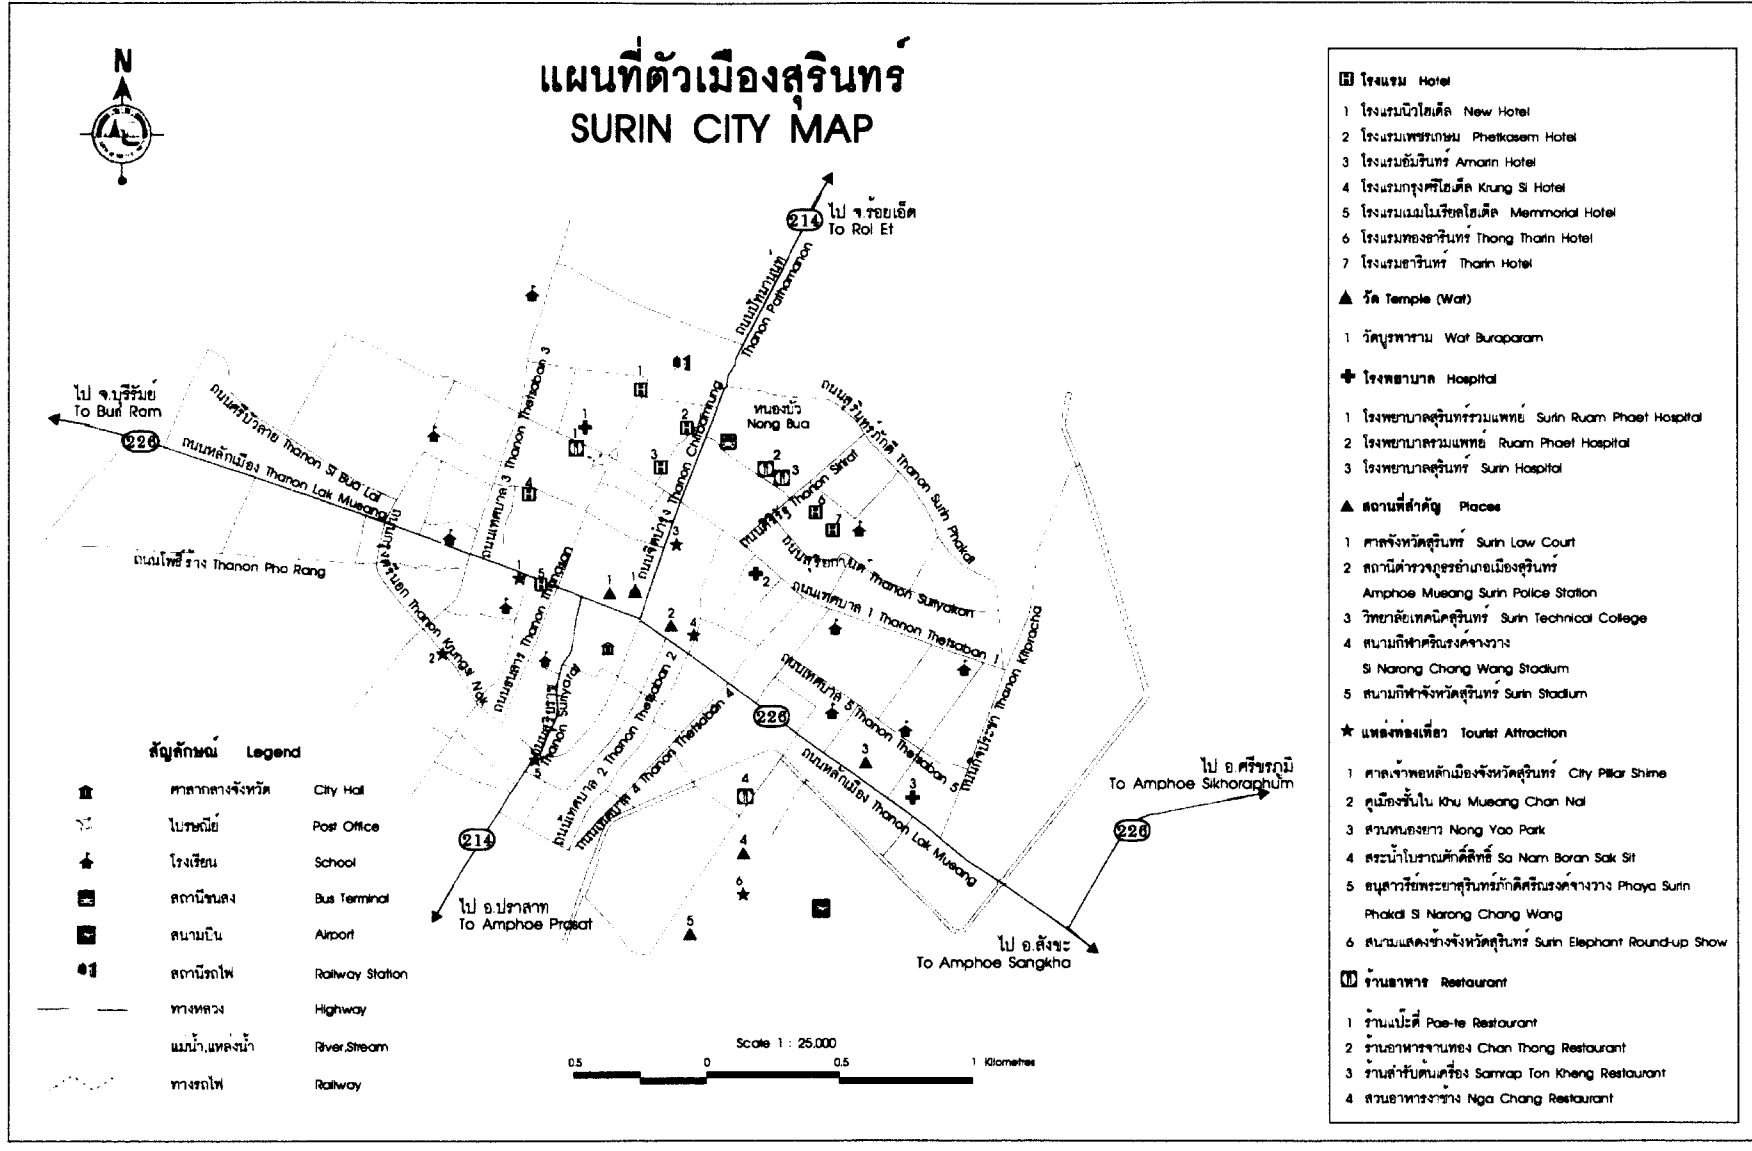 N
แผนที่ตัวเมืองสุรินทร์
SURIN CITY MAP
214
ไป จ.ร้อยเอ็ด
To Roi Et
ถนนปัทมานนท์
Thanon Pathamanon
ไป จ.บุรีรัมย์
To Buri Ram
226
ถนนศรีบัวลาย Thanon Si Bua Lai
ถนนหลักเมือง Thanon Lak Mueang
ถนนโพธิ์ร้าง Thanon Pho Rang
ถนนเทศบาล 3 Thanon Thetsaban 3
ถนนจิตบำรุง Thanon Chitbamrung
หนองบัว
Nong Bua
ถนนสุรินทร์ภักดี Thanon Surin Phakdi
ถนนศิริรัฐ Thanon Sirirat
ถนนสุริยกานต์ Thanon Suriyakan
ถนนเทศบาล 1 Thanon Thetsaban 1
ถนนกิจประชา Thanon Kitpracha
ถนนเทศบาล 5 Thanon Thetsaban 5
Thanon Krungsi Nok
ถนนธนสาร Thanon Thanasan
Thanon Suriyarat
ถนนเทศบาล 2 Thanon Thetsaban 2
ถนนเทศบาล 4 Thanon Thetsaban 4
226
ถนนหลักเมือง Thanon Lak Mueang
ไป อ.ศรีขรภูมิ
To Amphoe Sikhoraphum
226
214
ไป อ.ปราสาท
To Amphoe Prasat
ไป อ.สังขะ
To Amphoe Sangkha
สัญลักษณ์ Legend
ศาลากลางจังหวัด City Hall
ไปรษณีย์ Post Office
โรงเรียน School
สถานีขนส่ง Bus Terminal
สนามบิน Airport
สถานีรถไฟ Railway Station
ทางหลวง Highway
แม่น้ำ,แหล่งน้ำ River,Stream
ทางรถไฟ Railway
Scale 1 : 25,000
0.5 0 0.5 1 Kilometres
H โรงแรม Hotel
1 โรงแรมนิวโฮเต็ล New Hotel
2 โรงแรมเพชรเกษม Phetkasem Hotel
3 โรงแรมอัมรินทร์ Amarin Hotel
4 โรงแรมกรุงศรีโฮเต็ล Krung Si Hotel
5 โรงแรมเมมโมเรียลโฮเต็ล Memmorial Hotel
6 โรงแรมทองธารินทร์ Thong Tharin Hotel
7 โรงแรมธารินทร์ Tharin Hotel
วัด Temple (Wat)
1 วัดบูรพาราม Wat Buraparam
โรงพยาบาล Hospital
1 โรงพยาบาลสุรินทร์รวมแพทย์ Surin Ruam Phaet Hospital
2 โรงพยาบาลรวมแพทย์ Ruam Phaet Hospital
3 โรงพยาบาลสุรินทร์ Surin Hospital
สถานที่สำคัญ Places
1 ศาลจังหวัดสุรินทร์ Surin Law Court
2 สถานีตำรวจภูธรอำเภอเมืองสุรินทร์
Amphoe Mueang Surin Police Station
3 วิทยาลัยเทคนิคสุรินทร์ Surin Technical College
4 สนามกีฬาศรีณรงค์จางวาง
Si Narong Chang Wang Stadium
5 สนามกีฬาจังหวัดสุรินทร์ Surin Stadium
แหล่งท่องเที่ยว Tourist Attraction
1 ศาลเจ้าพ่อหลักเมืองจังหวัดสุรินทร์ City Pillar Shrine
2 คูเมืองชั้นใน Khu Mueang Chan Nai
3 สวนหนองยาว Nong Yao Park
4 สระน้ำโบราณศักดิ์สิทธิ์ Sa Nam Boran Sak Sit
5 อนุสาวรีย์พระยาสุรินทร์ภักดีศรีณรงค์จางวาง Phaya Surin
Phakdi Si Narong Chang Wang
6 สนามแสดงช้างจังหวัดสุรินทร์ Surin Elephant Round-up Show
ร้านอาหาร Restaurant
1 ร้านแป๊ะตี๋ Pae-te Restaurant
2 ร้านอาหารจานทอง Chan Thong Restaurant
3 ร้านสำรับต้นเครื่อง Samrap Ton Kheng Restaurant
4 สวนอาหารงาช้าง Nga Chang Restaurant